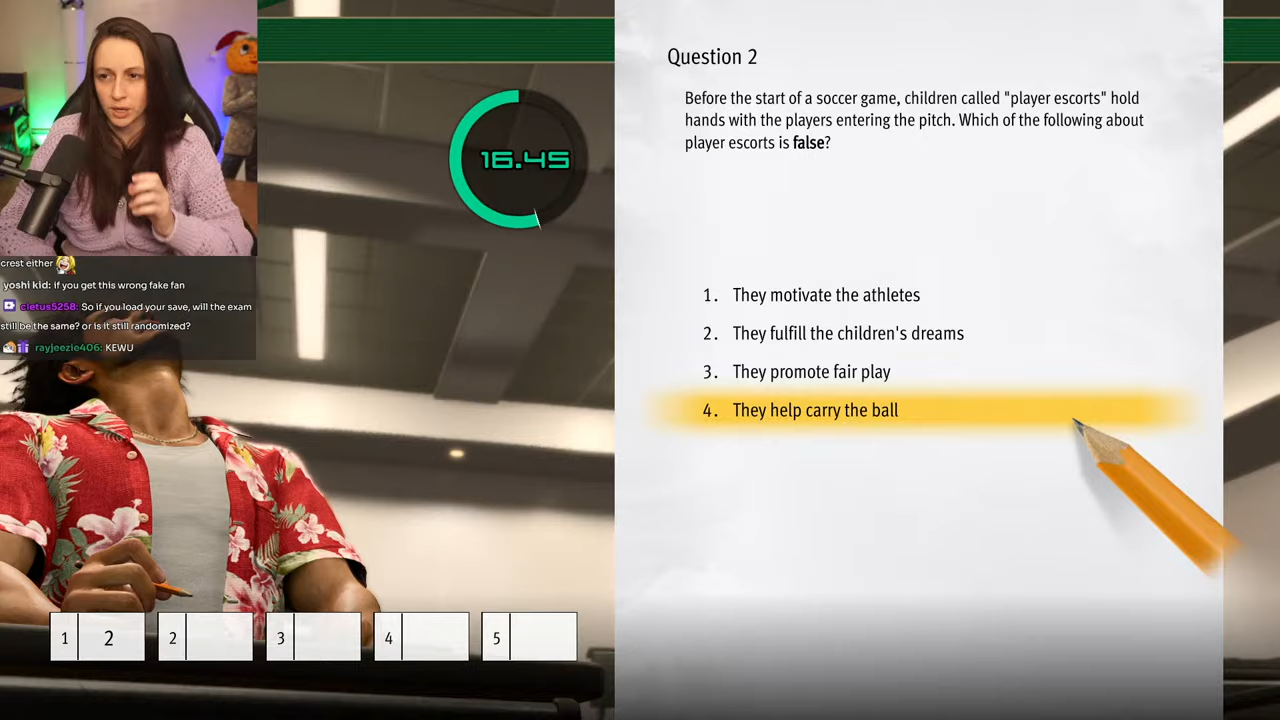 crest either
yoshi kid: if you get this wrong fake fan
cletus5258: So if you load your save, will the exam
still be the same? or is it still randomized?
rayjeezie406: KEWU
16.45
Question 2
Before the start of a soccer game, children called "player escorts" hold
hands with the players entering the pitch. Which of the following about
player escorts is false?
1. They motivate the athletes
2. They fulfill the children's dreams
3. They promote fair play
4. They help carry the ball
1 2 2 3 4 5